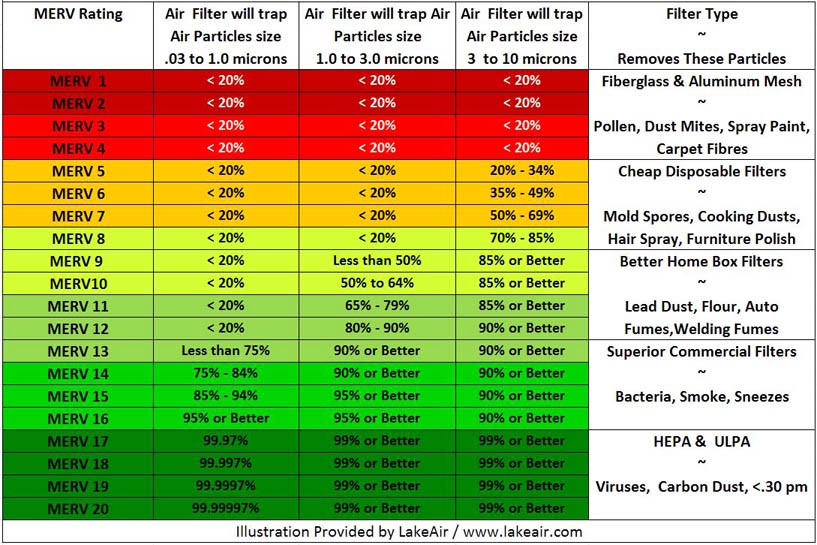 MERV Rating
Air Filter will trap Air Particles size .03 to 1.0 microns
Air Filter will trap Air Particles size 1.0 to 3.0 microns
Air Filter will trap Air Particles size 3 to 10 microns
Filter Type ~ Removes These Particles
MERV 1 < 20% < 20% < 20%
MERV 2 < 20% < 20% < 20%
MERV 3 < 20% < 20% < 20%
MERV 4 < 20% < 20% < 20%
Fiberglass & Aluminum Mesh
~
Pollen, Dust Mites, Spray Paint,
Carpet Fibres
MERV 5 < 20% < 20% 20% - 34%
MERV 6 < 20% < 20% 35% - 49%
MERV 7 < 20% < 20% 50% - 69%
MERV 8 < 20% < 20% 70% - 85%
Cheap Disposable Filters
~
Mold Spores, Cooking Dusts,
Hair Spray, Furniture Polish
MERV 9 < 20% Less than 50% 85% or Better
MERV10 < 20% 50% to 64% 85% or Better
MERV 11 < 20% 65% - 79% 85% or Better
MERV 12 < 20% 80% - 90% 90% or Better
Better Home Box Filters
~
Lead Dust, Flour, Auto
Fumes,Welding Fumes
MERV 13 Less than 75% 90% or Better 90% or Better
MERV 14 75% - 84% 90% or Better 90% or Better
MERV 15 85% - 94% 95% or Better 90% or Better
MERV 16 95% or Better 95% or Better 90% or Better
Superior Commercial Filters
~
Bacteria, Smoke, Sneezes
MERV 17 99.97% 99% or Better 99% or Better
MERV 18 99.997% 99% or Better 99% or Better
MERV 19 99.9997% 99% or Better 99% or Better
MERV 20 99.99997% 99% or Better 99% or Better
HEPA & ULPA
~
Viruses, Carbon Dust, <.30 pm
Illustration Provided by LakeAir / www.lakeair.com